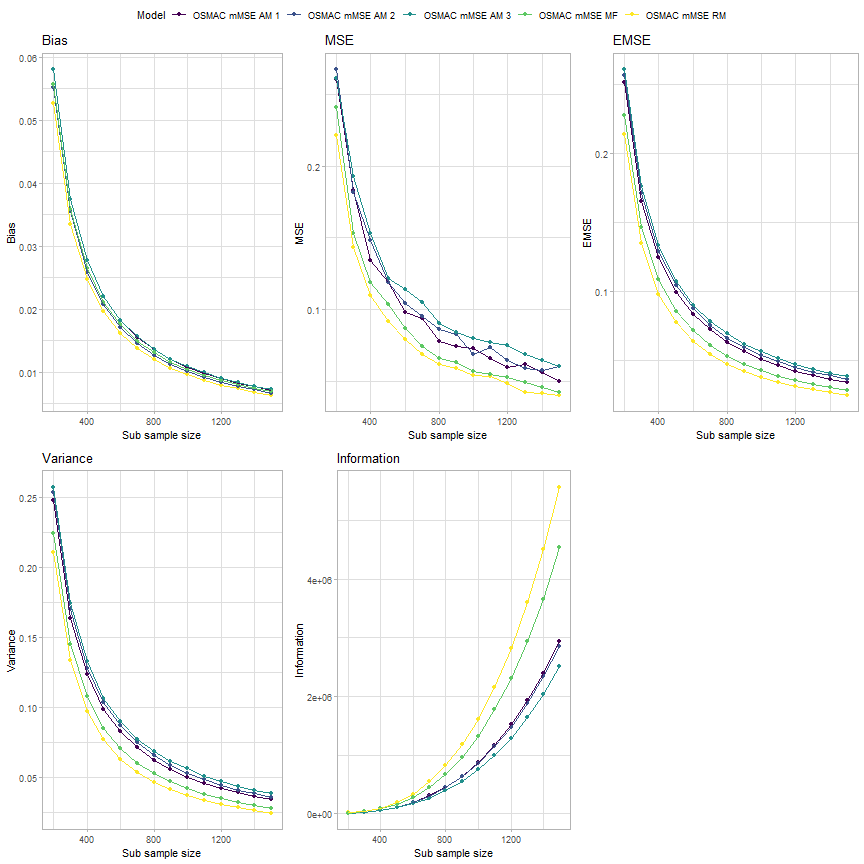 Model OSMAC mMSE AM 1 OSMAC mMSE AM 2 OSMAC mMSE AM 3 OSMAC mMSE MF OSMAC mMSE RM
Bias
0.06
0.05
0.04
0.03
0.02
0.01
Bias
400 800 1200
Sub sample size
MSE
0.2
0.1
MSE
400 800 1200
Sub sample size
EMSE
0.2
0.1
EMSE
400 800 1200
Sub sample size
Variance
0.25
0.20
0.15
0.10
0.05
Variance
400 800 1200
Sub sample size
Information
4e+06
2e+06
0e+00
Information
400 800 1200
Sub sample size